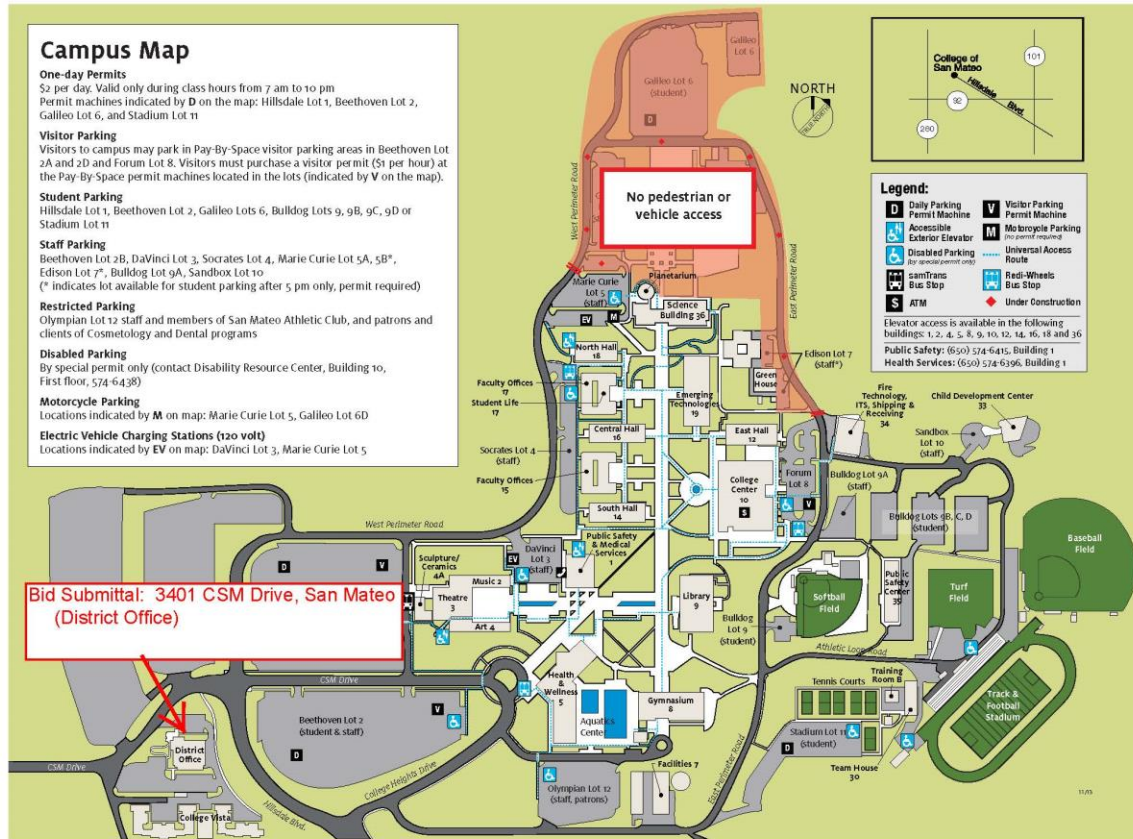 Campus Map
One-day Permits
$2 per day. Valid only during class hours from 7 am to 10 pm
Permit machines indicated by D on the map: Hillsdale Lot 1, Beethoven Lot 2,
Galileo Lot 6, and Stadium Lot 11
Visitor Parking
Visitors to campus may park in Pay-By-Space visitor parking areas in Beethoven Lot
2A and 2D and Forum Lot 8. Visitors must purchase a visitor permit ($1 per hour) at
the Pay-By-Space permit machines located in the lots (indicated by V on the map).
Student Parking
Hillsdale Lot 1, Beethoven Lot 2, Galileo Lots 6, Bulldog Lots 9, 9B, 9C, 9D or
Stadium Lot 11
Staff Parking
Beethoven Lot 2B, DaVinci Lot 3, Socrates Lot 4, Marie Curie Lot 5A, 5B*,
Edison Lot 7*, Bulldog Lot 9A, Sandbox Lot 10
(* indicates lot available for student parking after 5 pm only, permit required)
Restricted Parking
Olympian Lot 12 staff and members of San Mateo Athletic Club, and patrons and
clients of Cosmetology and Dental programs
Disabled Parking
By special permit only (contact Disability Resource Center, Building 10,
First floor, 574-6438)
Motorcycle Parking
Locations indicated by M on map: Marie Curie Lot 5, Galileo Lot 6D
Electric Vehicle Charging Stations (120 volt)
Locations indicated by EV on map: DaVinci Lot 3, Marie Curie Lot 5
Galileo
Lot 6
Galileo Lot 6
(student)
D
NORTH
TRUE NORTH
College of
San Mateo
101
92
280
Hillsdale Blvd.
Legend:
D Daily Parking
Permit Machine
V Visitor Parking
Permit Machine
Accessible
Exterior Elevator
M Motorcycle Parking
(no permit required)
Disabled Parking
(by special permit only)
Universal Access
Route
samTrans
Bus Stop
Redi-Wheels
Bus Stop
$ ATM
Under Construction
Elevator access is available in the following
buildings: 1, 2, 4, 5, 8, 9, 10, 12, 14, 16, 18 and 36
Public Safety: (650) 574-6415, Building 1
Health Services: (650) 574-6396, Building 1
No pedestrian or
vehicle access
West Perimeter Road
East Perimeter Road
Planetarium
Marie Curie
Lot 5
(staff)
EV
M
Science
Building 36
North Hall
18
Edison Lot 7
(staff*)
Green
House
Faculty Offices
17
Student Life
17
Emerging
Technologies
19
Fire
Technology,
ITS, Shipping &
Receiving
34
Child Development Center
33
Sandbox
Lot 10
(staff)
Central Hall
16
East Hall
12
Socrates Lot 4
(staff)
Faculty Offices
15
College
Center
10
$
Forum
Lot 8
V
Bulldog Lot 9A
(staff)
Bulldog Lots 9B, C, D
(student)
South Hall
14
West Perimeter Road
Baseball
Field
Public Safety
& Medical
Services
1
DaVinci
Lot 3
(staff)
EV
Sculpture/
Ceramics
4A
Music 2
Theatre
3
Art 4
D
V
V
D
Library
9
Softball
Field
Public
Safety
Center
35
Turf
Field
Bulldog
Lot 9
(student)
Athletic Loop Road
Bid Submittal: 3401 CSM Drive, San Mateo
(District Office)
CSM Drive
Health
&
Wellness
5
Aquatics
Center
Gymnasium
8
Tennis Courts
Training
Room B
Track &
Football
Stadium
Beethoven Lot 2
(student & staff)
V
D
Stadium Lot 11
(student)
D
Team House
30
District
Office
CSM Drive
College Heights Drive
Hillsdale Blvd.
College Vista
Olympian Lot 12
(staff, patrons)
Facilities 7
East Perimeter Road
11/13